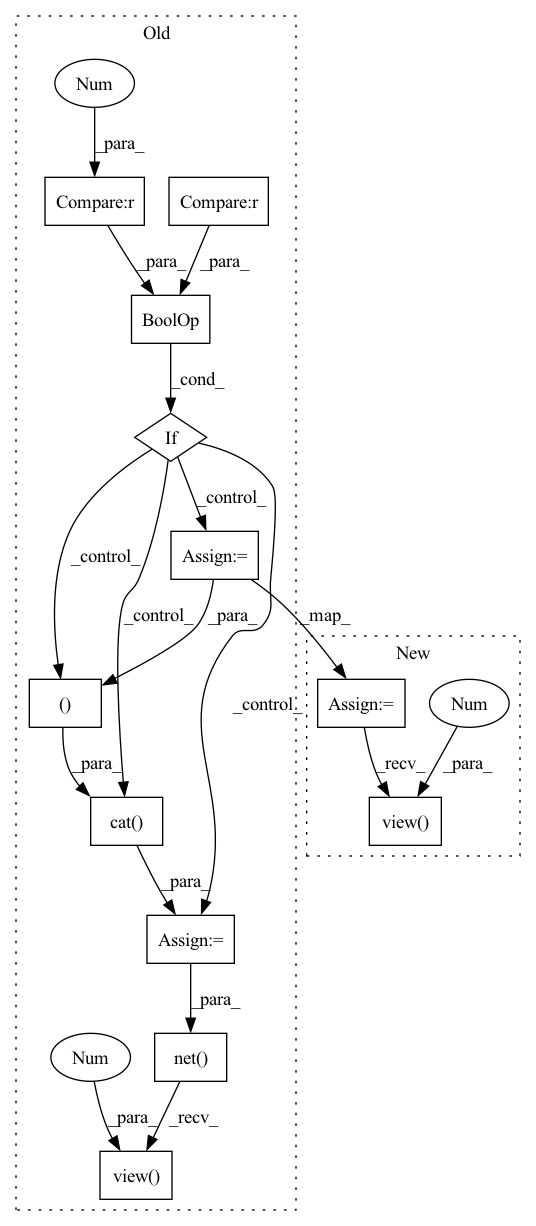 Old
Num
_para_
Compare:r
Compare:r
_para_
_para_
BoolOp
_cond_
If
_control_
_control_
Assign:=
_control_
_para_
_map_
New
()
_control_
Assign:=
Num
_para_
_recv_
_para_
cat()
view()
_para_
Assign:=
_para_
Num
net()
_para_
_recv_
view()